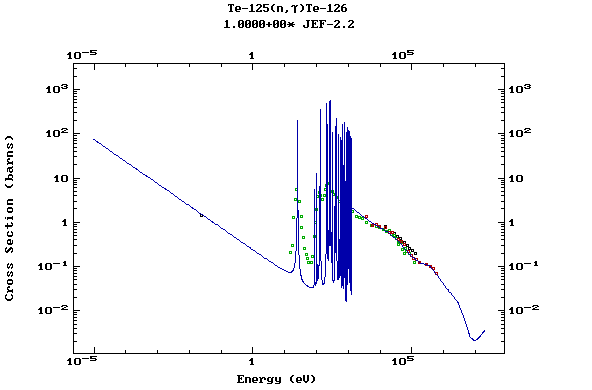 Te-125(n,γ)Te-126
1.0000+00* JEF-2.2
10⁻⁵ 1 10⁵
10³ 10³
10² 10²
10 10
1 1
10⁻¹ 10⁻¹
10⁻² 10⁻²
Cross Section (barns)
10⁻⁵ 1 10⁵
Energy (eV)